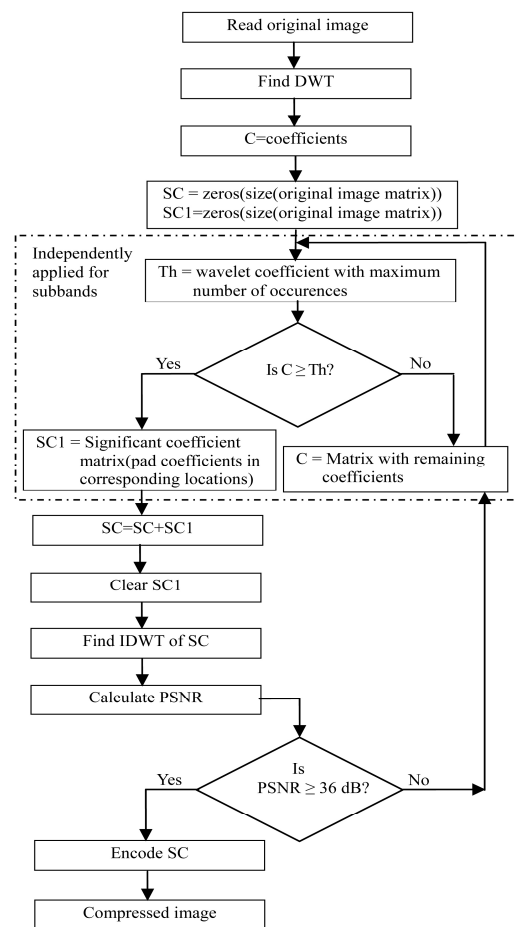 Read original image
Find DWT
C=coefficients
SC = zeros(size(original image matrix))
SC1=zeros(size(original image matrix))
Independently
applied for
subbands
Th = wavelet coefficient with maximum
number of occurences
Is C ≥ Th?
Yes
No
SC1 = Significant coefficient
matrix(pad coefficients in
corresponding locations)
C = Matrix with remaining
coefficients
SC=SC+SC1
Clear SC1
Find IDWT of SC
Calculate PSNR
Is
PSNR ≥ 36 dB?
Yes
No
Encode SC
Compressed image